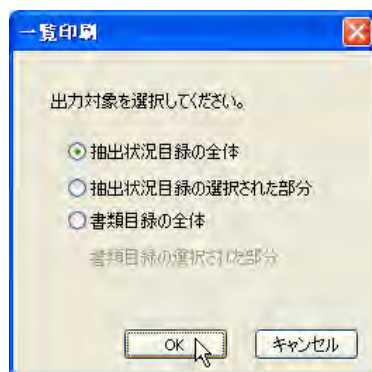 一覧印刷
出力対象を選択してください。
抽出状況目録の全体
抽出状況目録の選択された部分
書類目録の全体
書類目録の選択された部分
OK
キャンセル